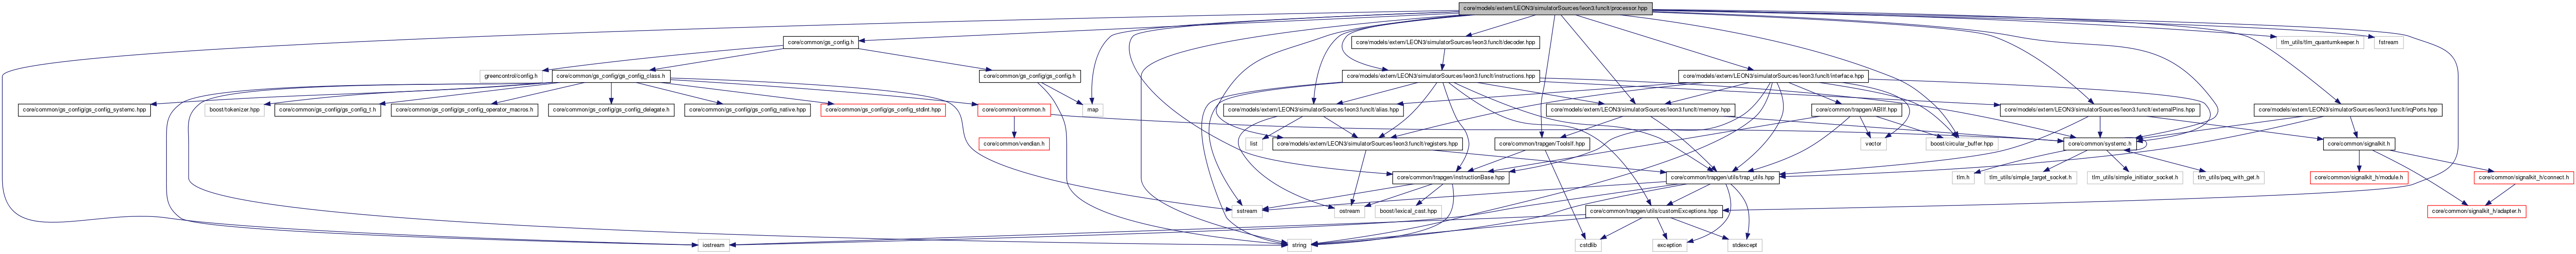 core/models/extern/LEON3/simulatorSources/leon3.funclt/processor.hpp
core/common/gs_config.h
core/models/extern/LEON3/simulatorSources/leon3.funclt/decoder.hpp
tlm_utils/tlm_quantumkeeper.h
fstream
greencontrol/config.h
core/common/gs_config/gs_config_class.h
core/common/gs_config/gs_config.h
core/models/extern/LEON3/simulatorSources/leon3.funclt/instructions.hpp
core/models/extern/LEON3/simulatorSources/leon3.funclt/interface.hpp
core/common/gs_config/gs_config_systemc.hpp
boost/tokenizer.hpp
core/common/gs_config/gs_config_t.h
core/common/gs_config/gs_config_operator_macros.h
core/common/gs_config/gs_config_delegate.h
core/common/gs_config/gs_config_native.hpp
core/common/gs_config/gs_config_stdint.hpp
core/common/common.h
map
core/models/extern/LEON3/simulatorSources/leon3.funclt/alias.hpp
core/models/extern/LEON3/simulatorSources/leon3.funclt/memory.hpp
core/common/trapgen/ABIIf.hpp
core/models/extern/LEON3/simulatorSources/leon3.funclt/externalPins.hpp
core/models/extern/LEON3/simulatorSources/leon3.funclt/irqPorts.hpp
core/common/vendian.h
list
core/models/extern/LEON3/simulatorSources/leon3.funclt/registers.hpp
core/common/trapgen/ToolsIf.hpp
vector
boost/circular_buffer.hpp
core/common/systemc.h
core/common/signalkit.h
core/common/trapgen/instructionBase.hpp
core/common/trapgen/utils/trap_utils.hpp
tlm.h
tlm_utils/simple_target_socket.h
tlm_utils/simple_initiator_socket.h
tlm_utils/peq_with_get.h
core/common/signalkit_h/module.h
core/common/signalkit_h/connect.h
sstream
ostream
boost/lexical_cast.hpp
core/common/trapgen/utils/customExceptions.hpp
core/common/signalkit_h/adapter.h
iostream
string
cstdlib
exception
stdexcept